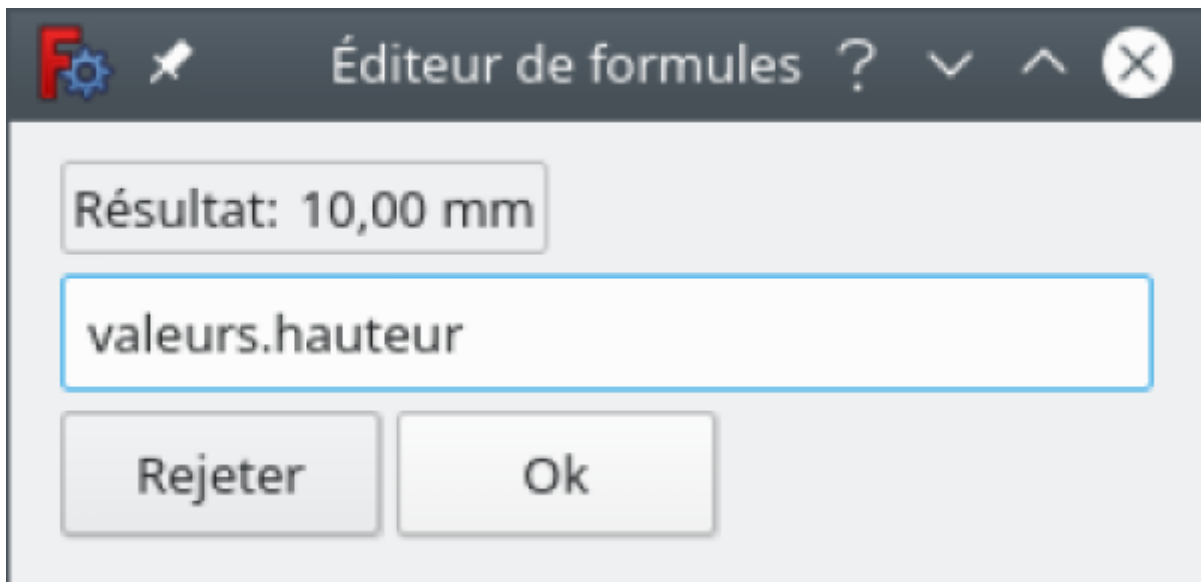 Éditeur de formules ?
Résultat: 10,00 mm
valeurs.hauteur
Rejeter Ok